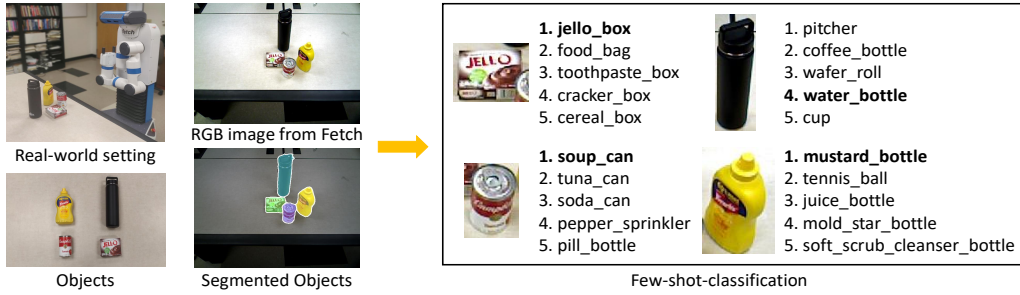 fetch
Real-world setting
RGB image from Fetch
Objects
Segmented Objects
JELLO
1. jello_box
2. food_bag
3. toothpaste_box
4. cracker_box
5. cereal_box
1. pitcher
2. coffee_bottle
3. wafer_roll
4. water_bottle
5. cup
1. soup_can
2. tuna_can
3. soda_can
4. pepper_sprinkler
5. pill_bottle
1. mustard_bottle
2. tennis_ball
3. juice_bottle
4. mold_star_bottle
5. soft_scrub_cleanser_bottle
Few-shot-classification